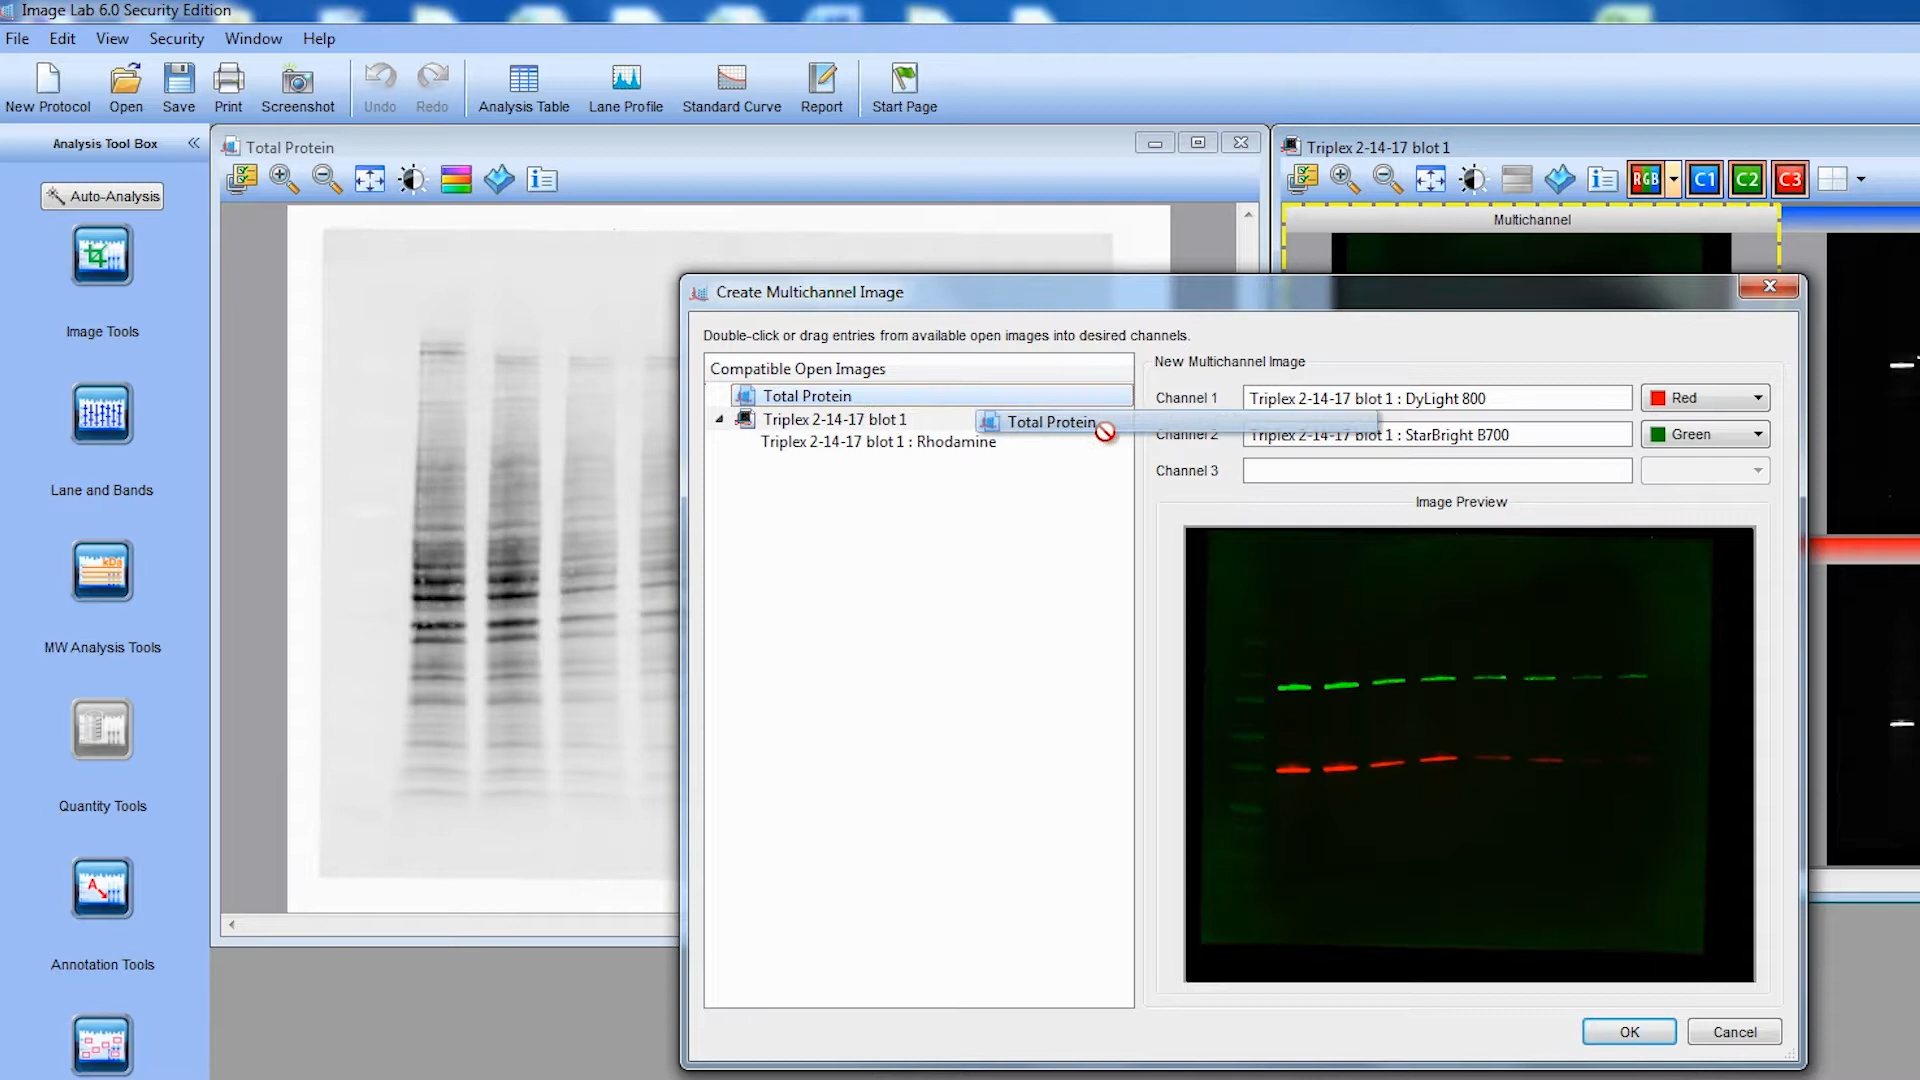 Image Lab 6.0 Security Edition
File Edit View Security Window Help
New Protocol Open Save Print Screenshot Undo Redo Analysis Table Lane Profile Standard Curve Report Start Page
Analysis Tool Box
Auto-Analysis
Image Tools
Lane and Bands
kDa
MW Analysis Tools
Quantity Tools
A
Annotation Tools
Total Protein
Triplex 2-14-17 blot 1
RGB C1 C2 C3
Multichannel
Create Multichannel Image
Double-click or drag entries from available open images into desired channels.
Compatible Open Images
Total Protein
Triplex 2-14-17 blot 1
Triplex 2-14-17 blot 1 : Rhodamine
Total Protein
New Multichannel Image
Channel 1 Triplex 2-14-17 blot 1 : DyLight 800 Red
Channel 2 Triplex 2-14-17 blot 1 : StarBright B700 Green
Channel 3
Image Preview
OK Cancel